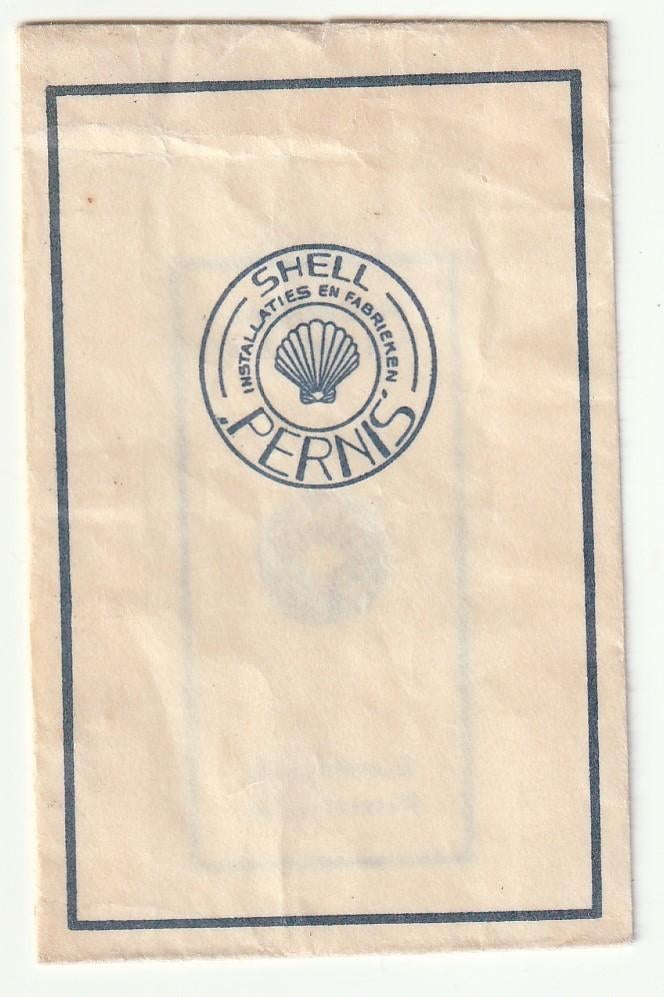 SHELL
INSTALLATIES EN FABRIEKEN
„PERNIS”